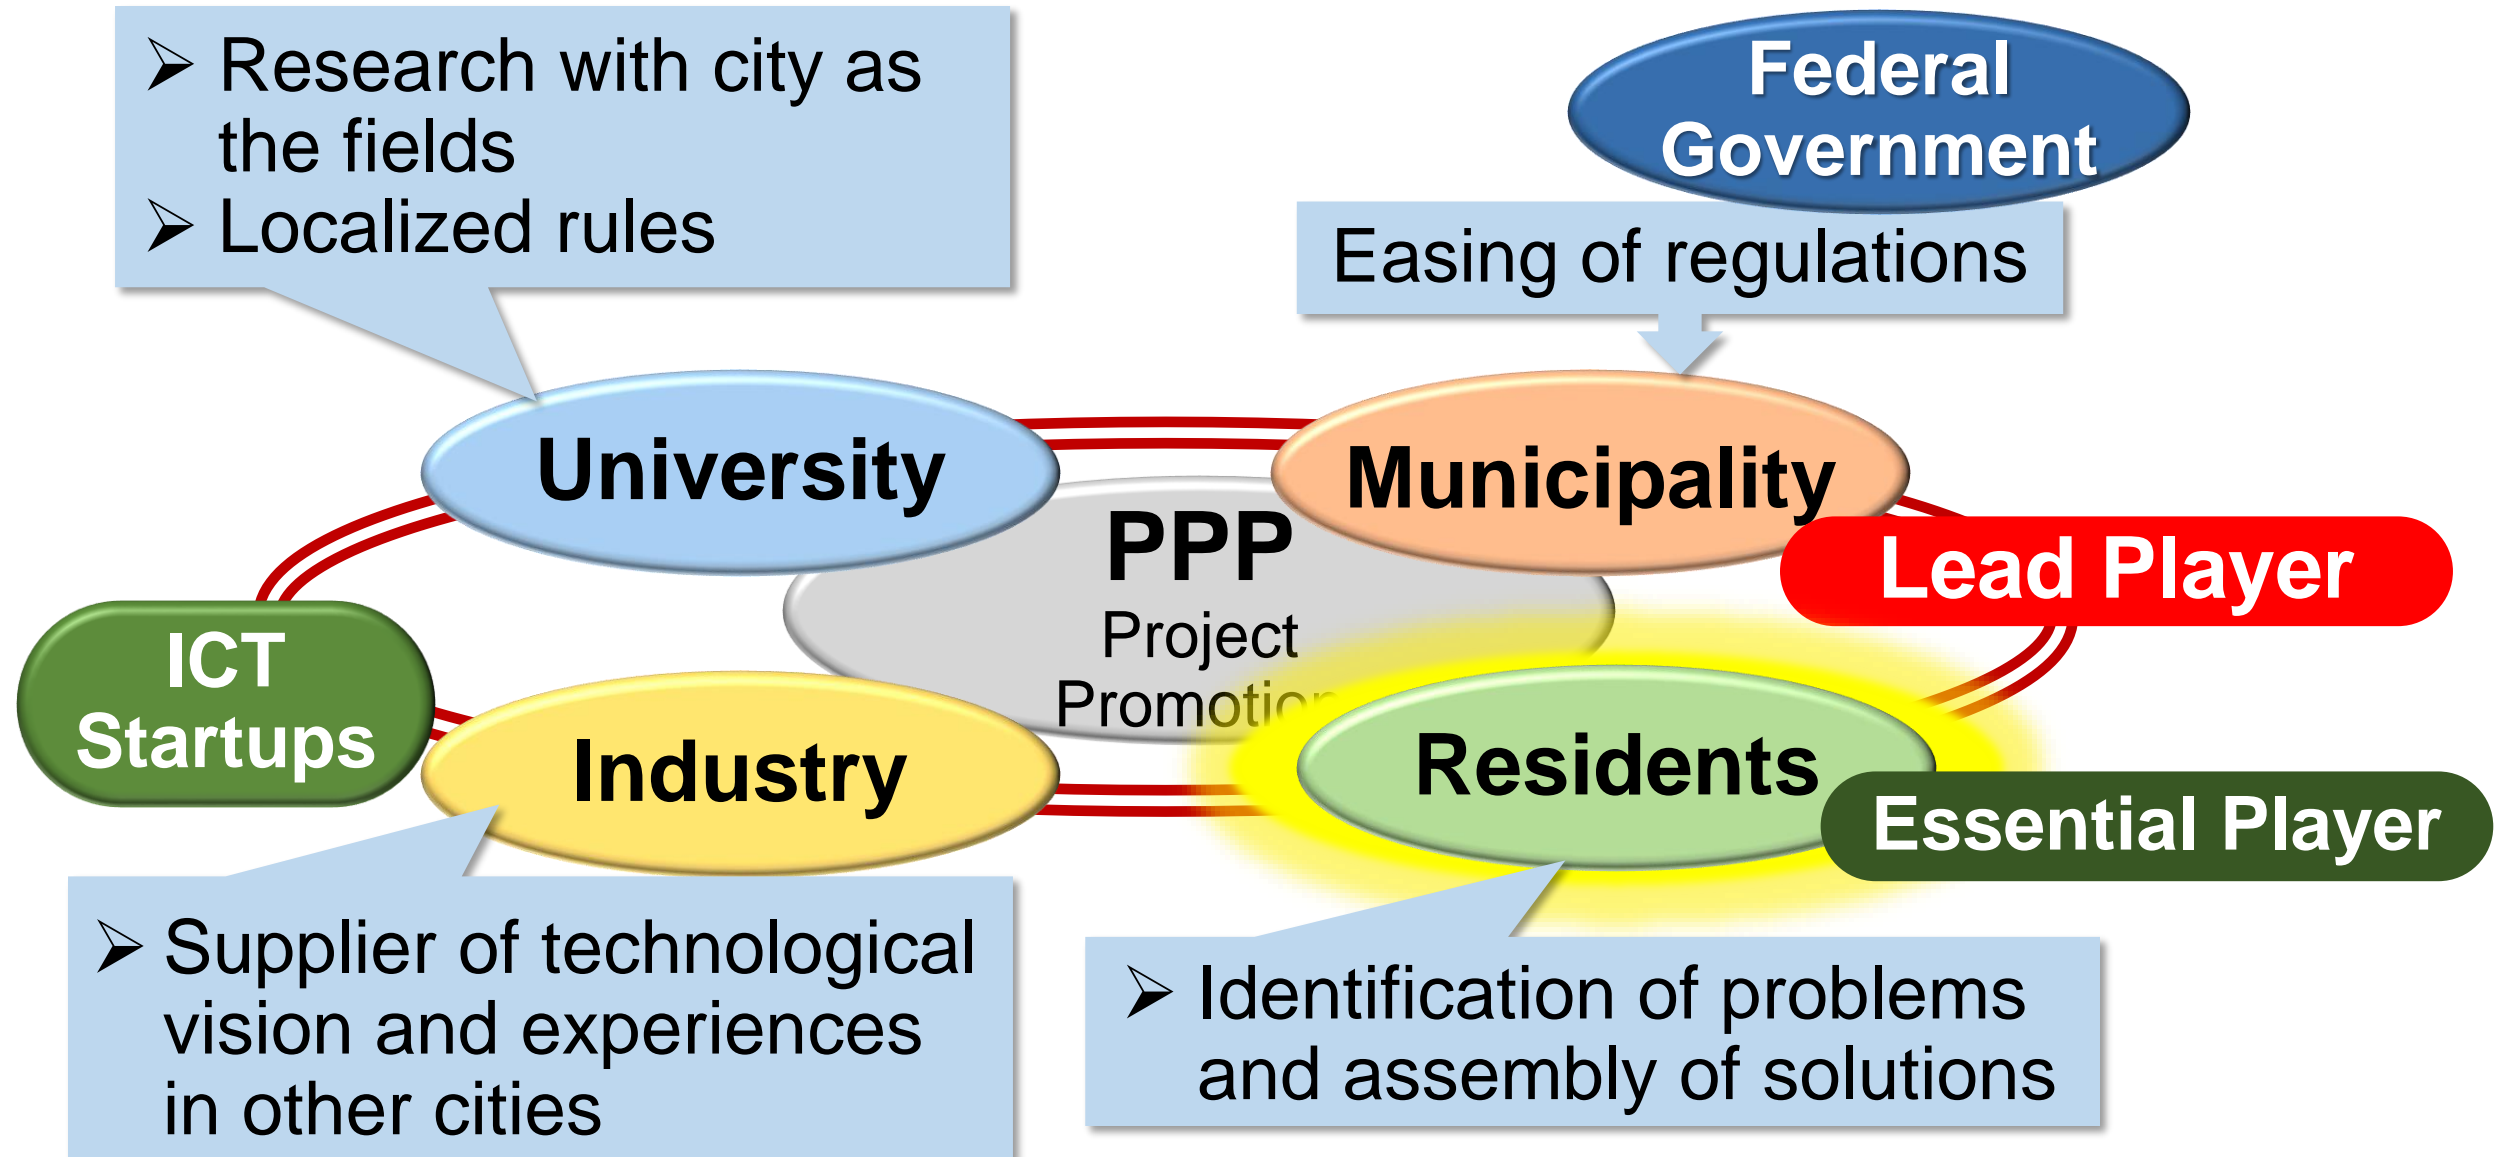 Research with city as
the fields
Localized rules
Federal
Government
Easing of regulations
University
Municipality
PPP
Project
Promotion
Lead Player
ICT
Startups
Industry
Residents
Essential Player
Supplier of technological
vision and experiences
in other cities
Identification of problems
and assembly of solutions